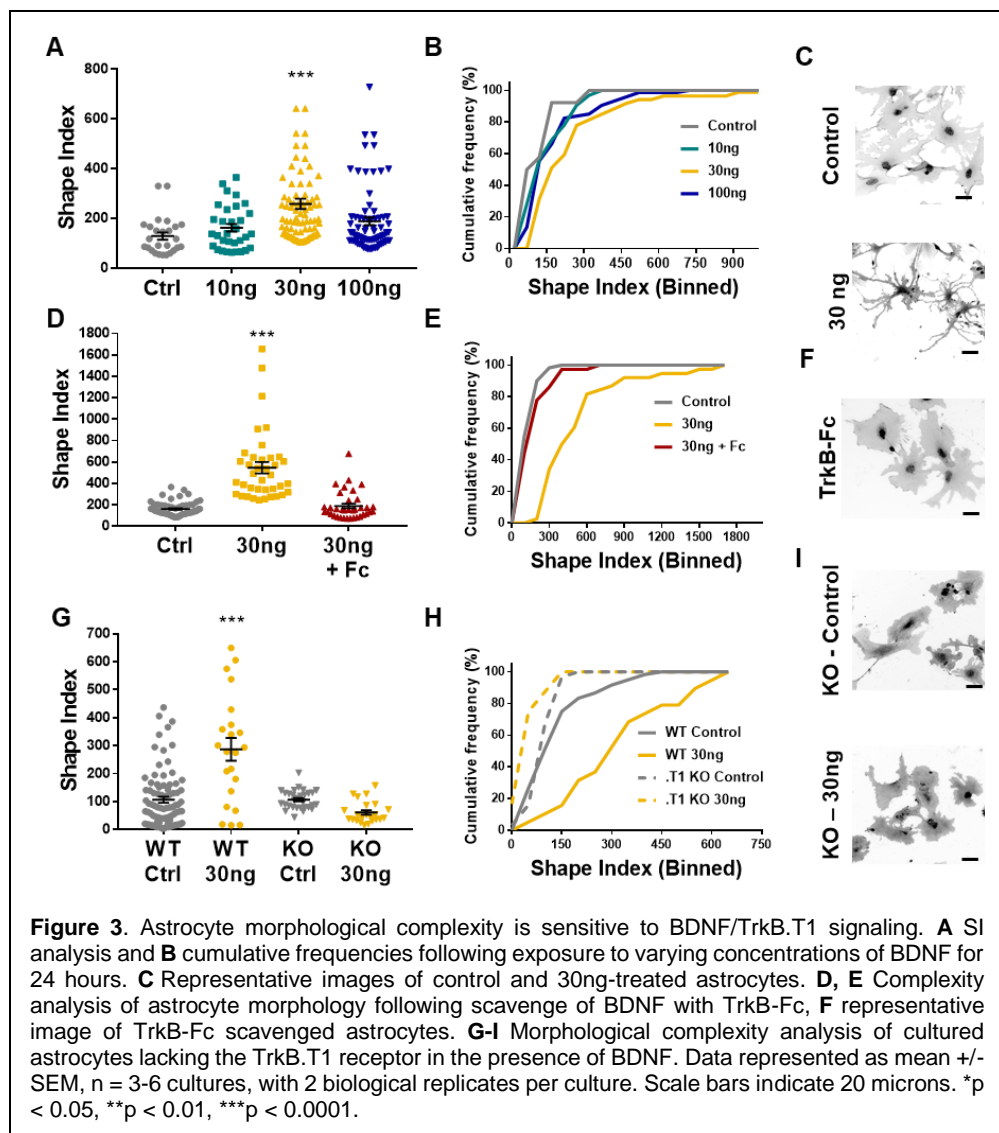 A
Shape Index
800
600
400
200
0
***
Ctrl 10ng 30ng 100ng
B
Cumulative frequency (%)
100
80
60
40
20
0
Control
10ng
30ng
100ng
150 300 450 600 750 900
Shape Index (Binned)
C
Control
30 ng
D
Shape Index
1800
1600
1400
1200
1000
800
600
400
200
0
***
Ctrl 30ng 30ng
+ Fc
E
Cumulative frequency (%)
100
80
60
40
20
0
Control
30ng
30ng + Fc
0 300 600 900 1200 1500 1800
Shape Index (Binned)
F
TrkB-Fc
G
Shape Index
700
600
500
400
300
200
100
0
***
WT WT KO KO
Ctrl 30ng Ctrl 30ng
H
Cumulative frequency (%)
100
80
60
40
20
0
WT Control
WT 30ng
.T1 KO Control
.T1 KO 30ng
0 150 300 450 600 750
Shape Index (Binned)
I
KO - Control
KO – 30ng
Figure 3. Astrocyte morphological complexity is sensitive to BDNF/TrkB.T1 signaling. A SI
analysis and B cumulative frequencies following exposure to varying concentrations of BDNF for
24 hours. C Representative images of control and 30ng-treated astrocytes. D, E Complexity
analysis of astrocyte morphology following scavenge of BDNF with TrkB-Fc, F representative
image of TrkB-Fc scavenged astrocytes. G-I Morphological complexity analysis of cultured
astrocytes lacking the TrkB.T1 receptor in the presence of BDNF. Data represented as mean +/-
SEM, n = 3-6 cultures, with 2 biological replicates per culture. Scale bars indicate 20 microns. *p
< 0.05, **p < 0.01, ***p < 0.0001.